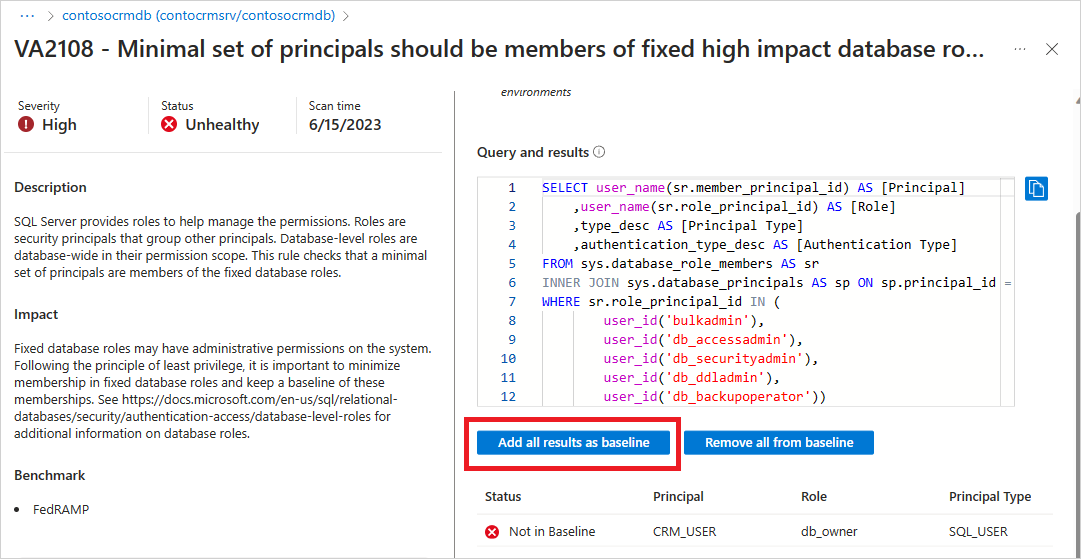 ··· > contosocrmdb (contocrmsrv/contosocrmdb) >
VA2108 - Minimal set of principals should be members of fixed high impact database ro...
Severity
High
Status
Unhealthy
Scan time
6/15/2023
Description
SQL Server provides roles to help manage the permissions. Roles are
security principals that group other principals. Database-level roles are
database-wide in their permission scope. This rule checks that a minimal
set of principals are members of the fixed database roles.
Impact
Fixed database roles may have administrative permissions on the system.
Following the principle of least privilege, it is important to minimize
membership in fixed database roles and keep a baseline of these
memberships. See https://docs.microsoft.com/en-us/sql/relational-
databases/security/authentication-access/database-level-roles for
additional information on database roles.
Benchmark
• FedRAMP
environments
Query and results
1 SELECT user_name(sr.member_principal_id) AS [Principal]
2 ,user_name(sr.role_principal_id) AS [Role]
3 ,type_desc AS [Principal Type]
4 ,authentication_type_desc AS [Authentication Type]
5 FROM sys.database_role_members AS sr
6 INNER JOIN sys.database_principals AS sp ON sp.principal_id =
7 WHERE sr.role_principal_id IN (
8 user_id('bulkadmin'),
9 user_id('db_accessadmin'),
10 user_id('db_securityadmin'),
11 user_id('db_ddladmin'),
12 user_id('db_backupoperator'))
Add all results as baseline
Remove all from baseline
Status Principal Role Principal Type
Not in Baseline CRM_USER db_owner SQL_USER